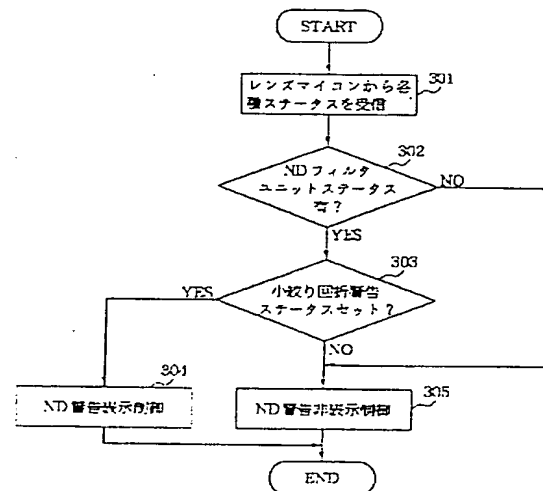 START
レンズマイコンから各
種ステータスを受信
301
NDフィルタ
ユニットステータス
有?
302
NO
YES
小絞り回折警告
ステータスセット?
303
YES
NO
ND警告表示制御
304
ND警告非表示制御
305
END